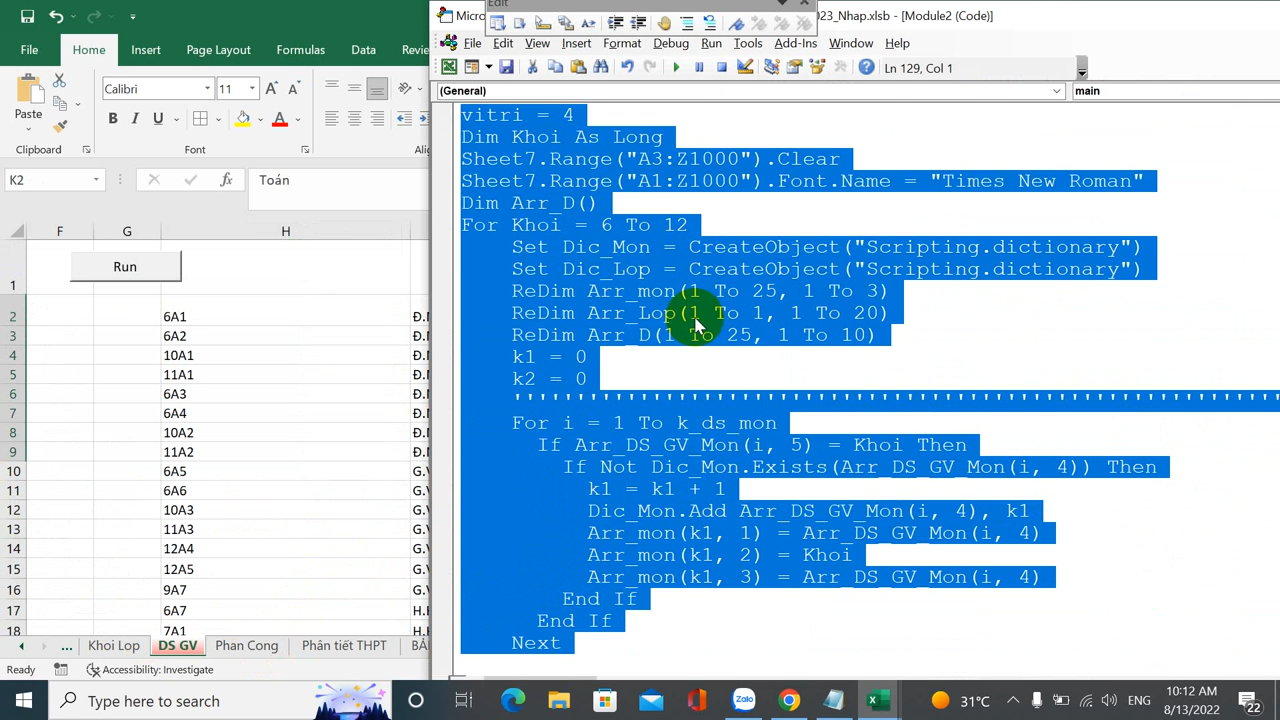 Edit
Micro
023_Nhap.xlsb - [Module2 (Code)]
File Home Insert Page Layout Formulas Data Revie
File Edit View Insert Format Debug Run Tools Add-Ins Window Help
Calibri 11
Paste
B I U
Ln 129, Col 1
Clipboard Font
(General) main
K2 fx Toán
F G H
Run
1
2 6A1 Đ.N
3 6A2
4 10A1 Đ.N
5 11A1
6 6A3 Đ.N
7 6A4
8 10A2 Đ.N
9 11A2
10 6A5 G.V
11 6A6 G.V
12 10A3
13 11A3
14 12A4
15 12A5
16 9A7
17 6A7 H.H
18 7A1
vitri = 4
Dim Khoi As Long
Sheet7.Range("A3:Z1000").Clear
Sheet7.Range("A1:Z1000").Font.Name = "Times New Roman"
Dim Arr_D()
For Khoi = 6 To 12
Set Dic_Mon = CreateObject("Scripting.dictionary")
Set Dic_Lop = CreateObject("Scripting.dictionary")
ReDim Arr_mon(1 To 25, 1 To 3)
ReDim Arr_Lop(1 To 1, 1 To 20)
ReDim Arr_D(1 To 25, 1 To 10)
k1 = 0
k2 = 0
''''''''''''''''''''''''''''''''''''''''''''''''''''''''''''
For i = 1 To k_ds_mon
If Arr_DS_GV_Mon(i, 5) = Khoi Then
If Not Dic_Mon.Exists(Arr_DS_GV_Mon(i, 4)) Then
k1 = k1 + 1
Dic_Mon.Add Arr_DS_GV_Mon(i, 4), k1
Arr_mon(k1, 1) = Arr_DS_GV_Mon(i, 4)
Arr_mon(k1, 2) = Khoi
Arr_mon(k1, 3) = Arr_DS_GV_Mon(i, 4)
End If
End If
Next
... Khoi Lop DS GV Phan Cong Phân tiết THPT BẢ
Ready Accessibility: Investigate
Type here to search Zalo 31°C ENG 10:12 AM
8/13/2022 22